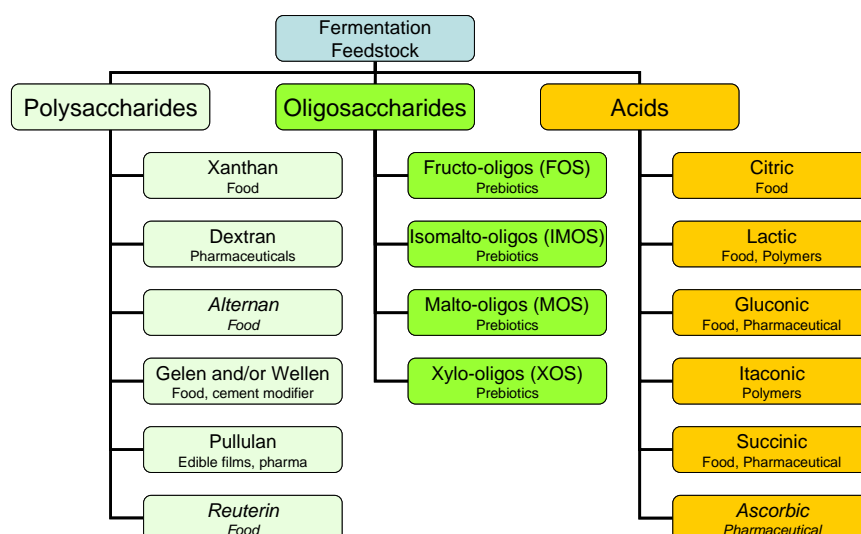 Fermentation
Feedstock
Polysaccharides
Oligosaccharides
Acids
Xanthan
Food
Dextran
Pharmaceuticals
Alternan
Food
Gelen and/or Wellen
Food, cement modifier
Pullulan
Edible films, pharma
Reuterin
Food
Fructo-oligos (FOS)
Prebiotics
Isomalto-oligos (IMOS)
Prebiotics
Malto-oligos (MOS)
Prebiotics
Xylo-oligos (XOS)
Prebiotics
Citric
Food
Lactic
Food, Polymers
Gluconic
Food, Pharmaceutical
Itaconic
Polymers
Succinic
Food, Pharmaceutical
Ascorbic
Pharmaceutical